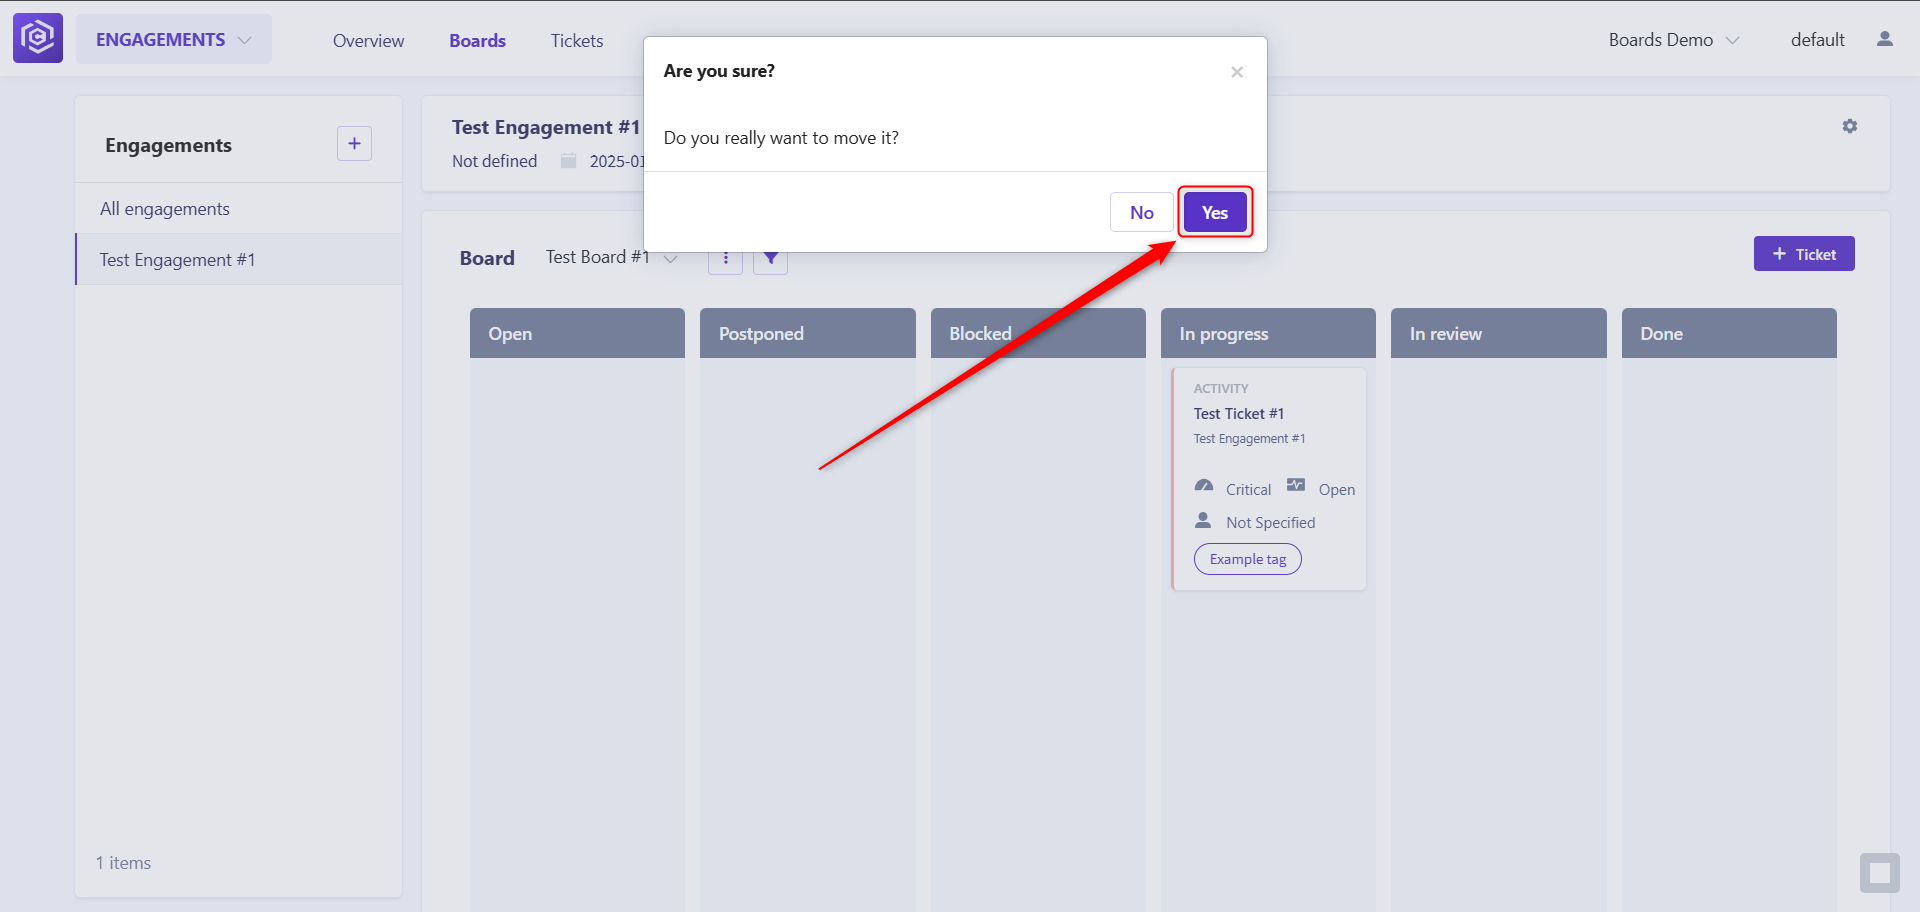 ENGAGEMENTS
Overview
Boards
Tickets
Boards Demo
default
Are you sure?
Do you really want to move it?
No
Yes
Engagements
All engagements
Test Engagement #1
1 items
Test Engagement #1
Not defined
2025-01
Board
Test Board #1
Ticket
Open
Postponed
Blocked
In progress
In review
Done
ACTIVITY
Test Ticket #1
Test Engagement #1
Critical
Open
Not Specified
Example tag